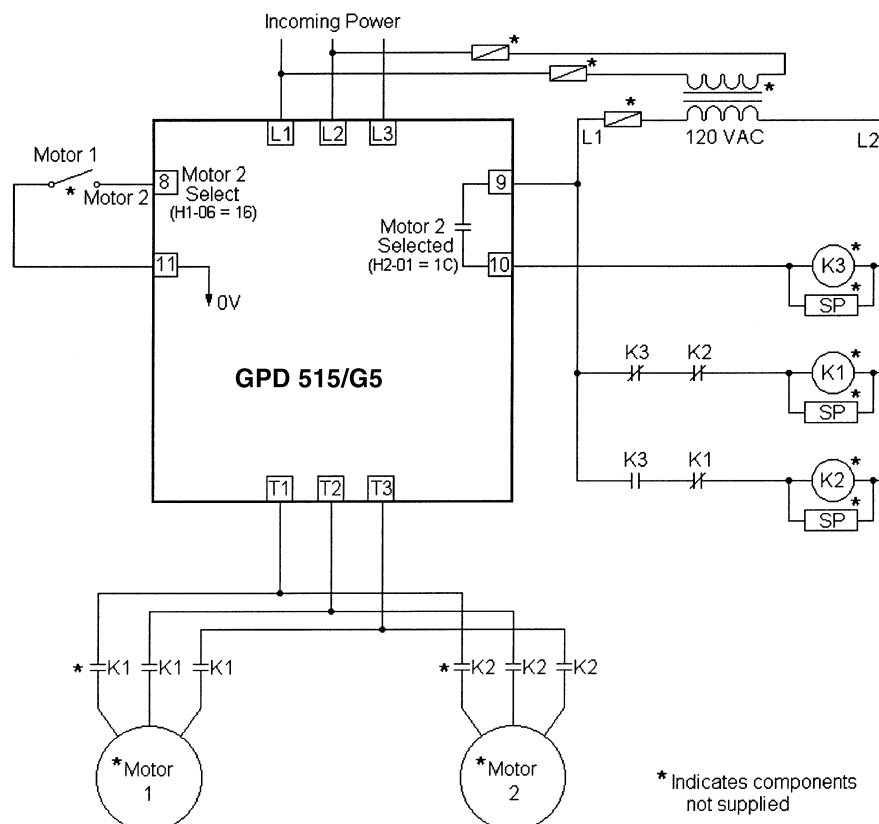 Incoming Power
*
*
*
*
L1 L2 L3
L1
120 VAC
L2
Motor 1
* Motor 2
8
Motor 2
Select
(H1-06 = 16)
9
Motor 2
Selected
(H2-01 = 1C)
10
11
0V
K3 *
SP *
GPD 515/G5
K3 K2 K1 *
SP *
K3 K1 K2 *
SP *
T1 T2 T3
* K1 K1 K1
* K2 K2 K2
* Motor
1
* Motor
2
* Indicates components
not supplied